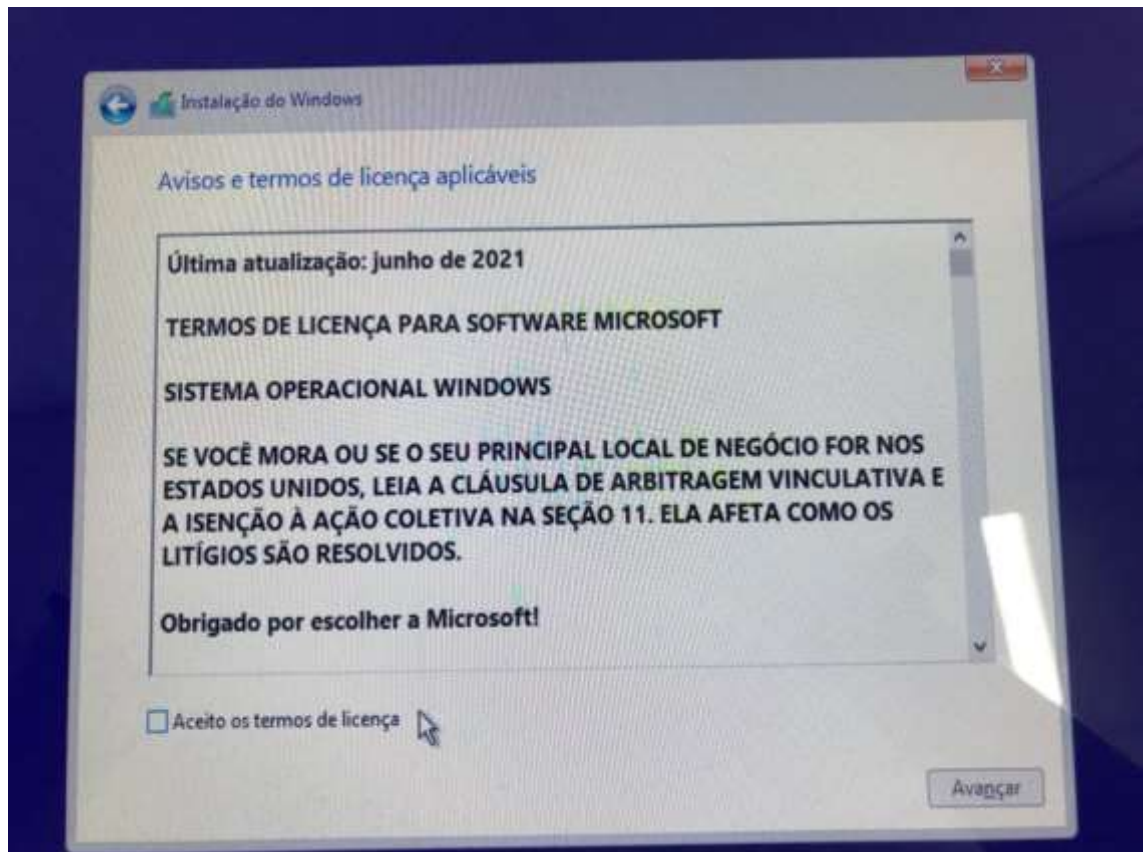 Instalação do Windows
Avisos e termos de licença aplicáveis
Última atualização: junho de 2021
TERMOS DE LICENÇA PARA SOFTWARE MICROSOFT
SISTEMA OPERACIONAL WINDOWS
SE VOCÊ MORA OU SE O SEU PRINCIPAL LOCAL DE NEGÓCIO FOR NOS
ESTADOS UNIDOS, LEIA A CLÁUSULA DE ARBITRAGEM VINCULATIVA E
A ISENÇÃO À AÇÃO COLETIVA NA SEÇÃO 11. ELA AFETA COMO OS
LITÍGIOS SÃO RESOLVIDOS.
Obrigado por escolher a Microsoft!
Aceito os termos de licença
Avançar